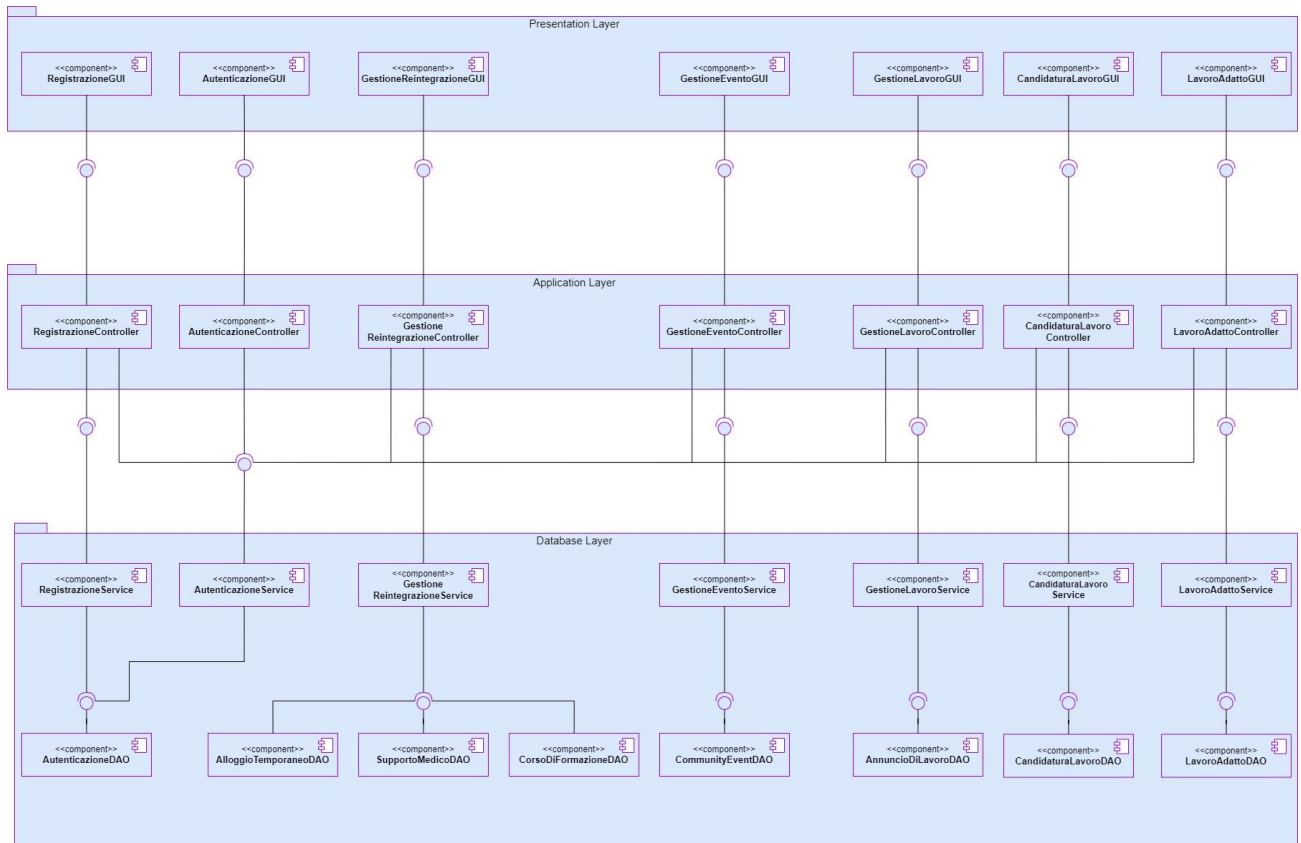 Presentation Layer
<<component>>
RegistrazioneGUI
<<component>>
AutenticazioneGUI
<<component>>
GestioneReintegrazioneGUI
<<component>>
GestioneEventoGUI
<<component>>
GestioneLavoroGUI
<<component>>
CandidaturaLavoroGUI
<<component>>
LavoroAdattoGUI
Application Layer
<<component>>
RegistrazioneController
<<component>>
AutenticazioneController
<<component>>
Gestione
ReintegrazioneController
<<component>>
GestioneEventoController
<<component>>
GestioneLavoroController
<<component>>
CandidaturaLavoro
Controller
<<component>>
LavoroAdattoController
Database Layer
<<component>>
RegistrazioneService
<<component>>
AutenticazioneService
<<component>>
Gestione
ReintegrazioneService
<<component>>
GestioneEventoService
<<component>>
GestioneLavoroService
<<component>>
CandidaturaLavoro
Service
<<component>>
LavoroAdattoService
<<component>>
AutenticazioneDAO
<<component>>
AlloggioTemporaneoDAO
<<component>>
SupportoMedicoDAO
<<component>>
CorsoDiFormazioneDAO
<<component>>
CommunityEventDAO
<<component>>
AnnuncioDiLavoroDAO
<<component>>
CandidaturaLavoroDAO
<<component>>
LavoroAdattoDAO